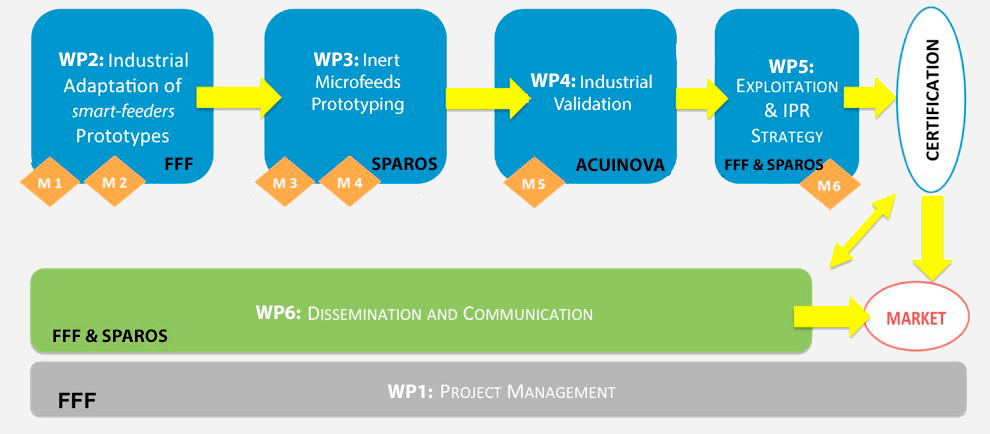 WP2: Industrial
Adaptation of
smart-feeders
Prototypes
FFF
M 1
M 2
WP3: Inert
Microfeeds
Prototyping
SPAROS
M 3
M 4
WP4: Industrial
Validation
ACUINOVA
M 5
WP5:
EXPLOITATION
& IPR
STRATEGY
FFF & SPAROS
M 6
CERTIFICATION
WP6: DISSEMINATION AND COMMUNICATION
FFF & SPAROS
MARKET
WP1: PROJECT MANAGEMENT
FFF